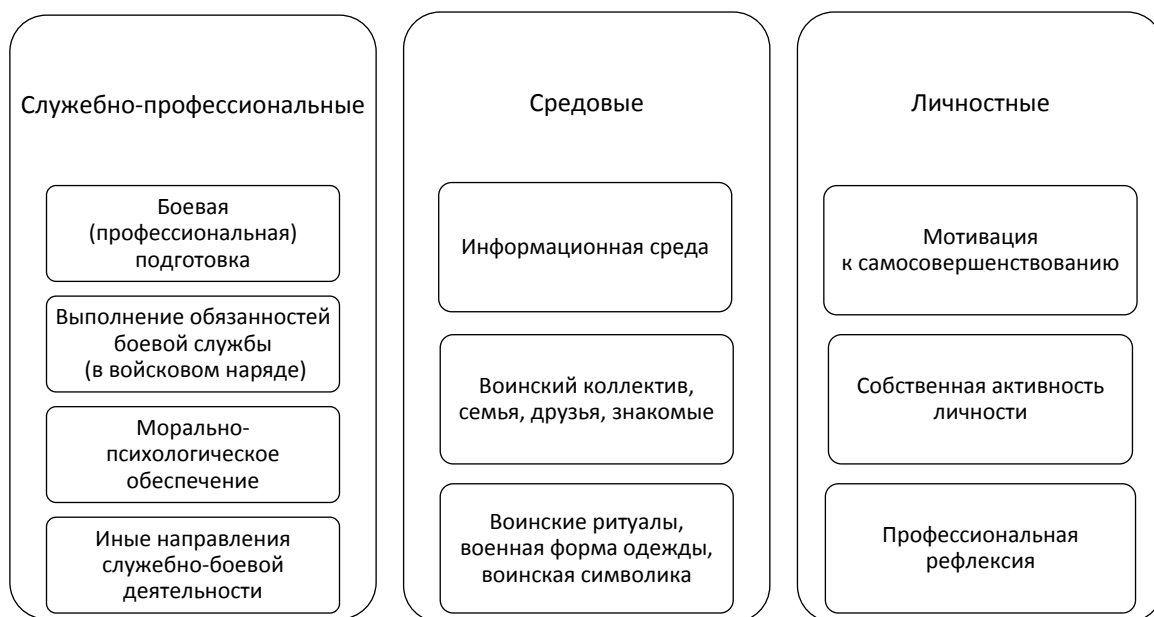 Служебно-профессиональные
Боевая
(профессиональная)
подготовка
Выполнение обязанностей
боевой службы
(в войсковом наряде)
Морально-
психологическое
обеспечение
Иные направления
служебно-боевой
деятельности
Средовые
Информационная среда
Воинский коллектив,
семья, друзья, знакомые
Воинские ритуалы,
военная форма одежды,
воинская символика
Личностные
Мотивация
к самосовершенствованию
Собственная активность
личности
Профессиональная
рефлексия